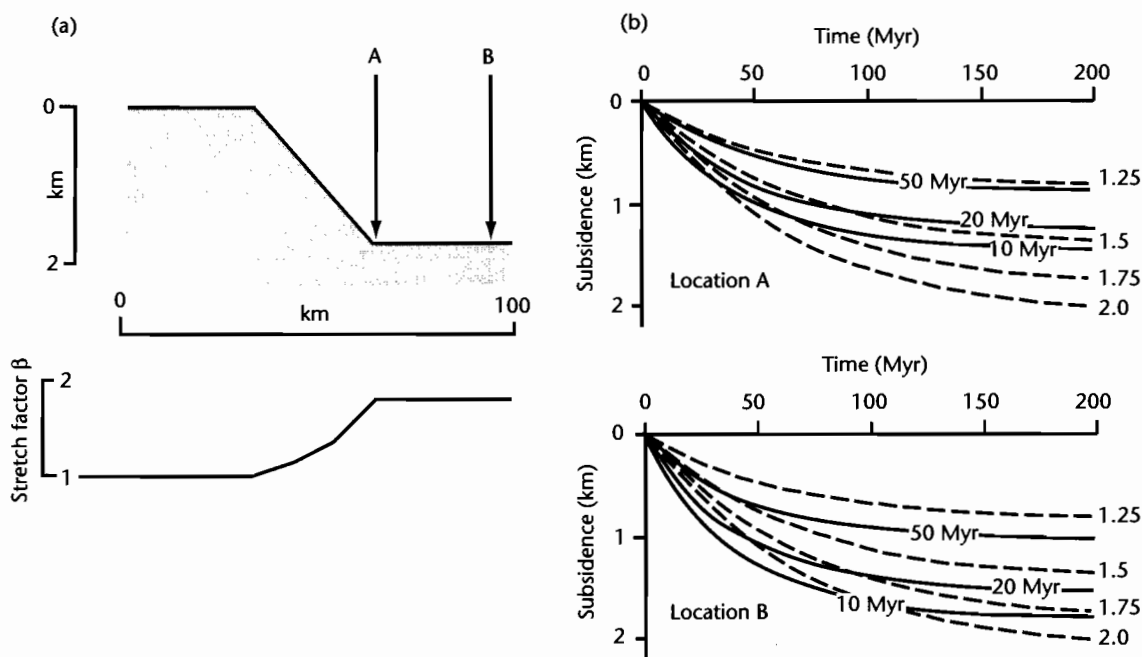 (a)
A
B
0
km
2
0
km
100
Stretch factor β
2
1
(b)
Time (Myr)
0
50
100
150
200
0
Subsidence (km)
1
2
50 Myr
20 Myr
10 Myr
1.25
1.5
1.75
2.0
Location A
Time (Myr)
0
50
100
150
200
0
Subsidence (km)
1
2
50 Myr
20 Myr
10 Myr
1.25
1.5
1.75
2.0
Location B